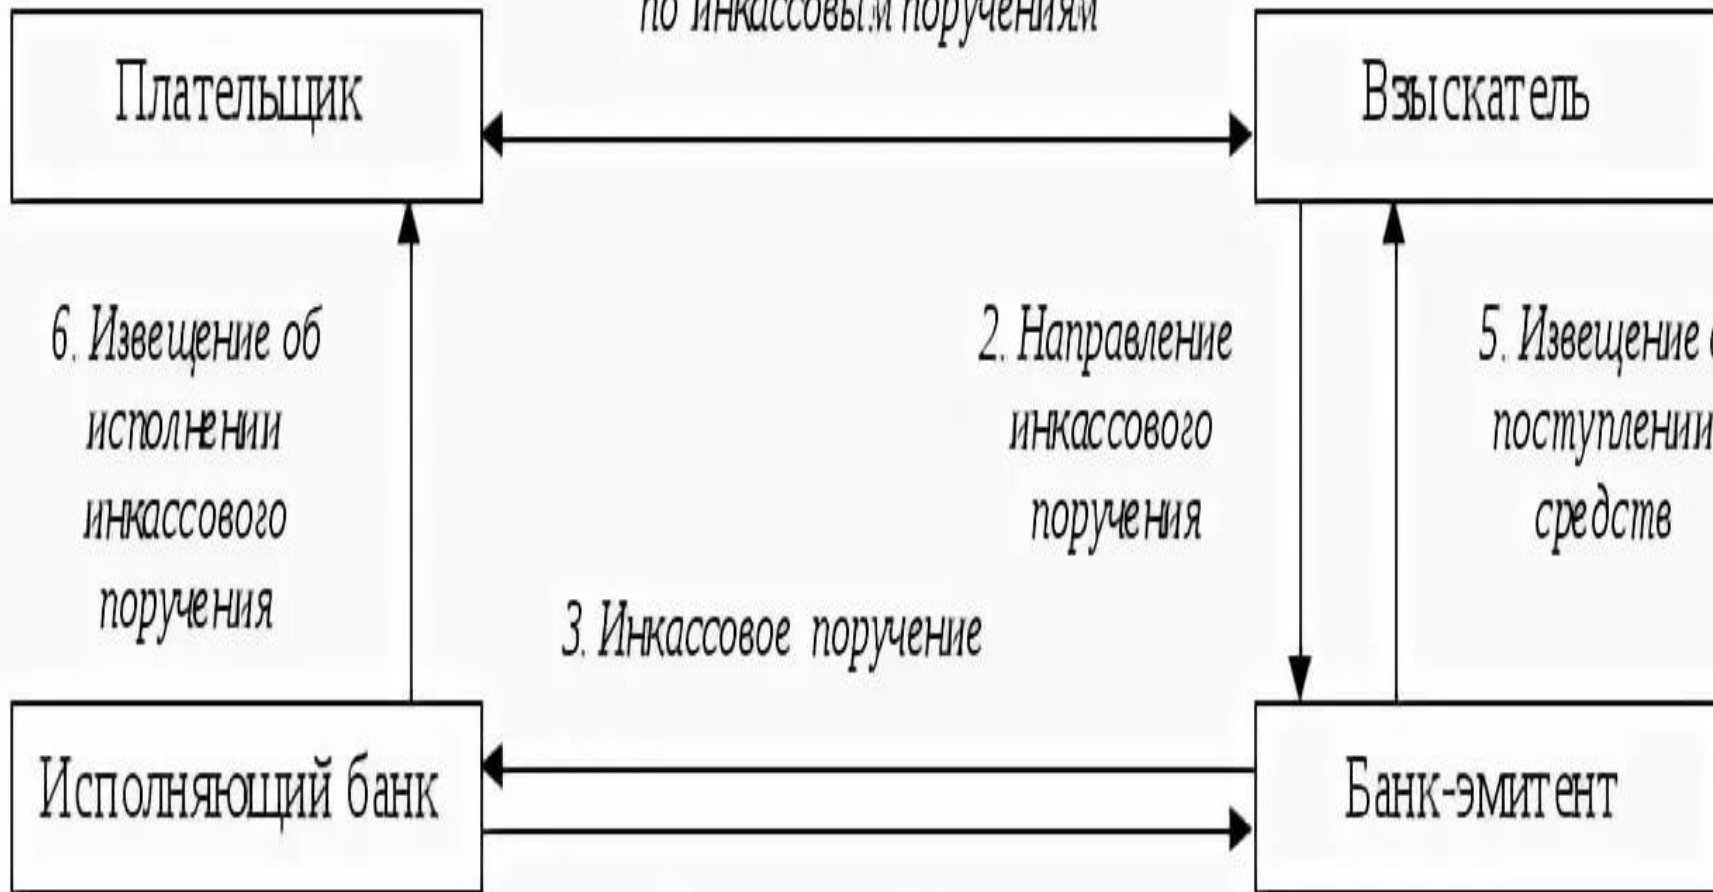 по инкассовым поручениям
Плательщик
Взыскатель
6. Извещение об
исполнении
инкассового
поручения
2. Направление
инкассового
поручения
5. Извещение
поступлении
средств
3. Инкассовое поручение
Исполняющий банк
Банк-эмитент